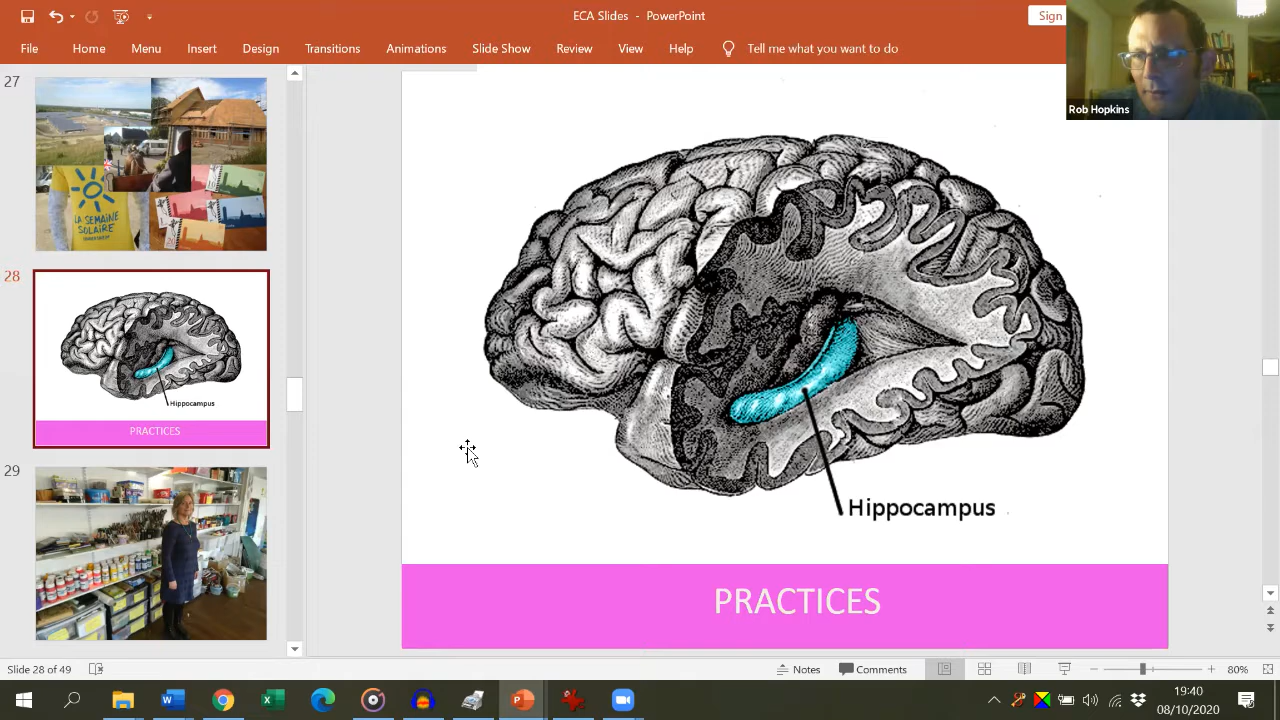 ECA Slides - PowerPoint
Sign
File Home Menu Insert Design Transitions Animations Slide Show Review View Help Tell me what you want to do
Rob Hopkins
27
LA SEMAINE
SOLAIRE
28
Hippocampus
PRACTICES
29
Hippocampus
PRACTICES
Slide 28 of 49
Notes
Comments
80%
19:40
08/10/2020